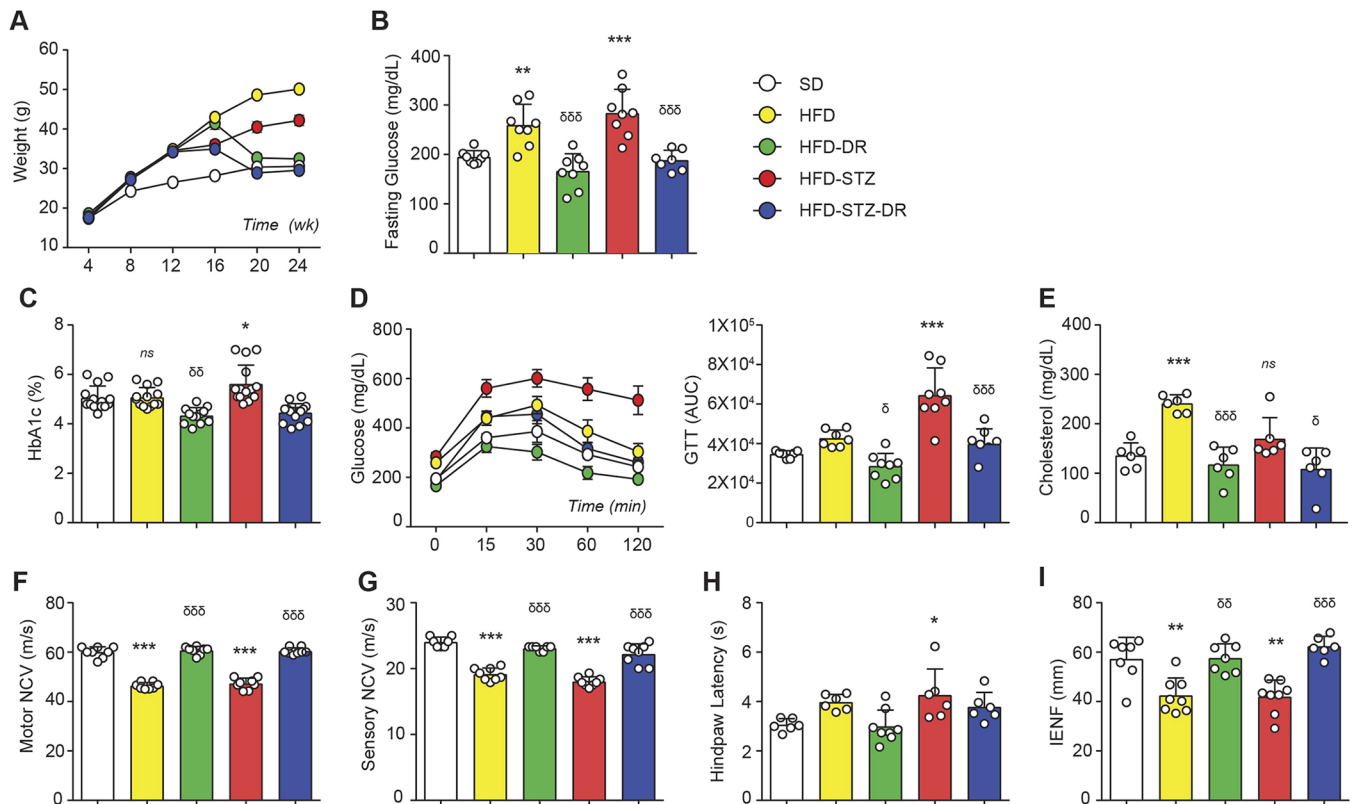 A
Weight (g)
60
50
40
30
20
10
4
8
12
16
20
24
Time (wk)
B
Fasting Glucose (mg/dL)
400
300
200
100
0
**
δδδ
***
δδδ
SD
HFD
HFD-DR
HFD-STZ
HFD-STZ-DR
C
HbA1c (%)
8
6
4
2
0
ns
δδ
*
D
Glucose (mg/dL)
800
600
400
200
0
0
15
30
60
120
Time (min)
GTT (AUC)
1X10⁵
8X10⁴
6X10⁴
4X10⁴
2X10⁴
δ
***
δδδ
E
Cholesterol (mg/dL)
400
300
200
100
0
***
δδδ
ns
δ
F
Motor NCV (m/s)
80
60
40
20
0
***
δδδ
***
δδδ
G
Sensory NCV (m/s)
30
20
10
0
***
δδδ
***
δδδ
H
Hindpaw Latency (s)
8
6
4
2
0
*
I
IENF (mm)
80
60
40
20
0
**
δδ
**
δδδ